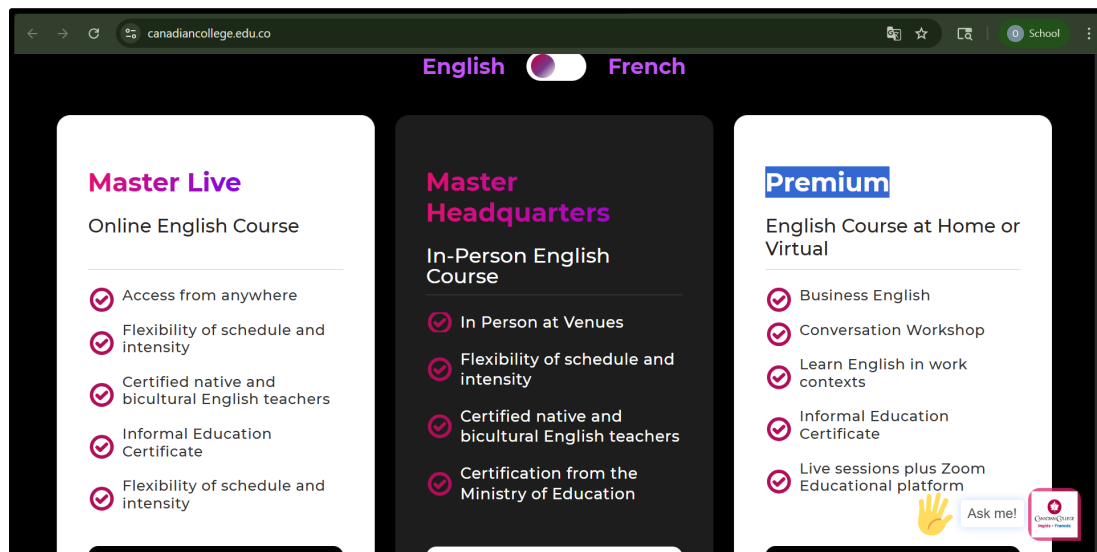 canadiancollege.edu.co
O School
English French
Master Live
Online English Course
Access from anywhere
Flexibility of schedule and
intensity
Certified native and
bicultural English teachers
Informal Education
Certificate
Flexibility of schedule and
intensity
Master
Headquarters
In-Person English
Course
In Person at Venues
Flexibility of schedule and
intensity
Certified native and
bicultural English teachers
Certification from the
Ministry of Education
Premium
English Course at Home or
Virtual
Business English
Conversation Workshop
Learn English in work
contexts
Informal Education
Certificate
Live sessions plus Zoom
Educational platform
Ask me!
Canadian College
Inglés - Francés